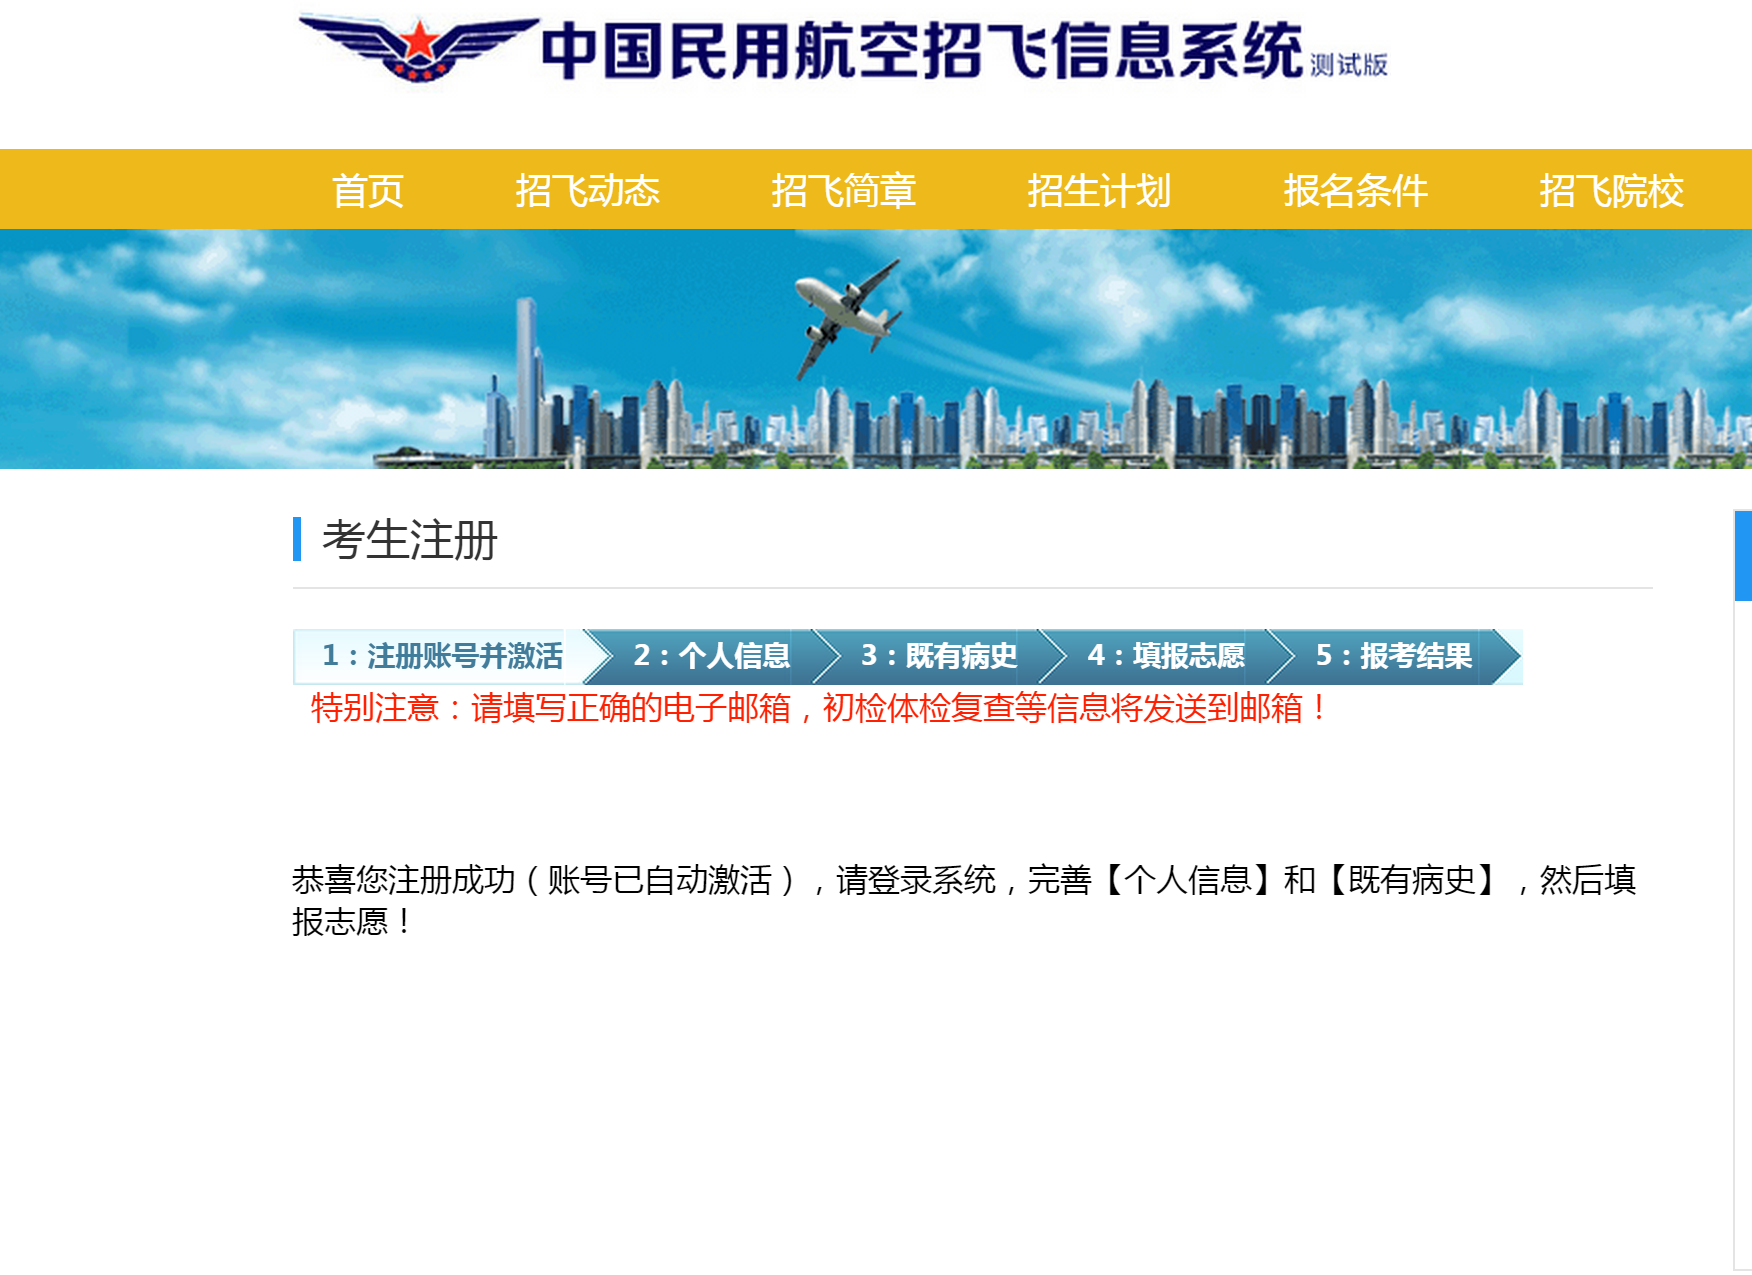 中国民用航空招飞信息系统 测试版
首页 招飞动态 招飞简章 招生计划 报名条件 招飞院校
考生注册
1：注册账号并激活 2：个人信息 3：既有病史 4：填报志愿 5：报考结果
特别注意：请填写正确的电子邮箱，初检体检复查等信息将发送到邮箱！
恭喜您注册成功（账号已自动激活），请登录系统，完善【个人信息】和【既有病史】，然后填
报志愿！